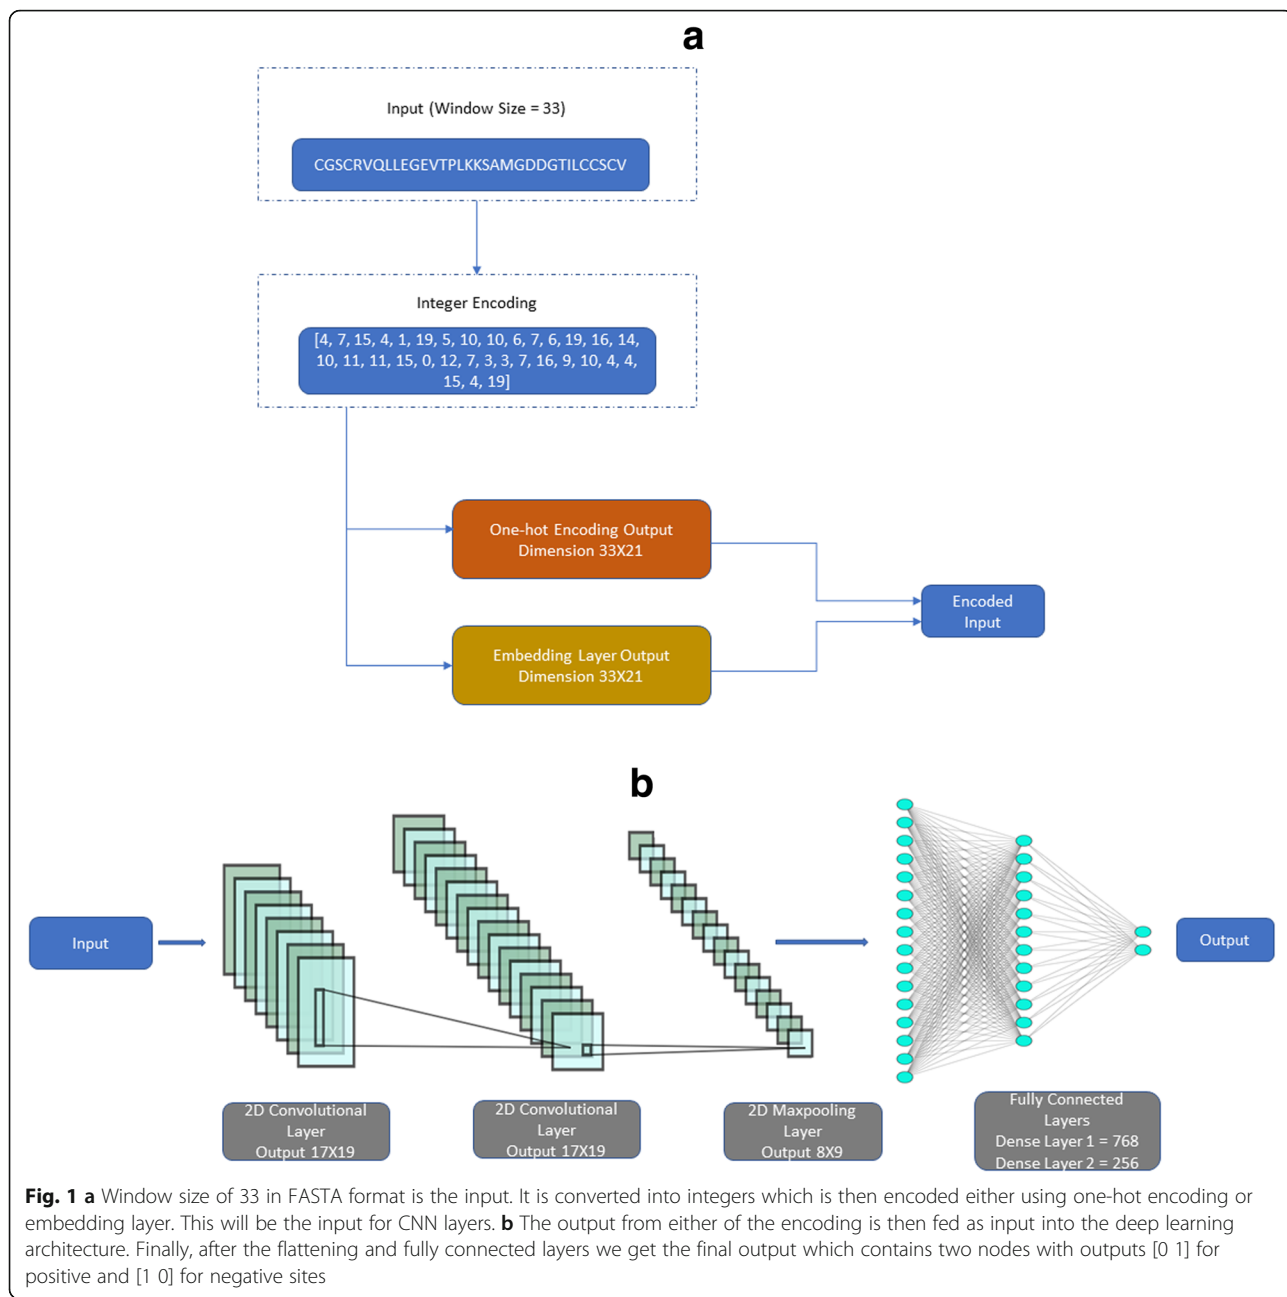 a
Input (Window Size = 33)
CGSCRVQLLEGEVTPLKKSAMGDDGTILCCSCV
Integer Encoding
[4, 7, 15, 4, 1, 19, 5, 10, 10, 6, 7, 6, 19, 16, 14,
10, 11, 11, 15, 0, 12, 7, 3, 3, 7, 16, 9, 10, 4, 4,
15, 4, 19]
One-hot Encoding Output
Dimension 33X21
Encoded
Input
Embedding Layer Output
Dimension 33X21
b
Input
Output
2D Convolutional
Layer
Output 17X19
2D Convolutional
Layer
Output 17X19
2D Maxpooling
Layer
Output 8X9
Fully Connected
Layers
Dense Layer 1 = 768
Dense Layer 2 = 256
Fig. 1 a Window size of 33 in FASTA format is the input. It is converted into integers which is then encoded either using one-hot encoding or
embedding layer. This will be the input for CNN layers. b The output from either of the encoding is then fed as input into the deep learning
architecture. Finally, after the flattening and fully connected layers we get the final output which contains two nodes with outputs [0 1] for
positive and [1 0] for negative sites